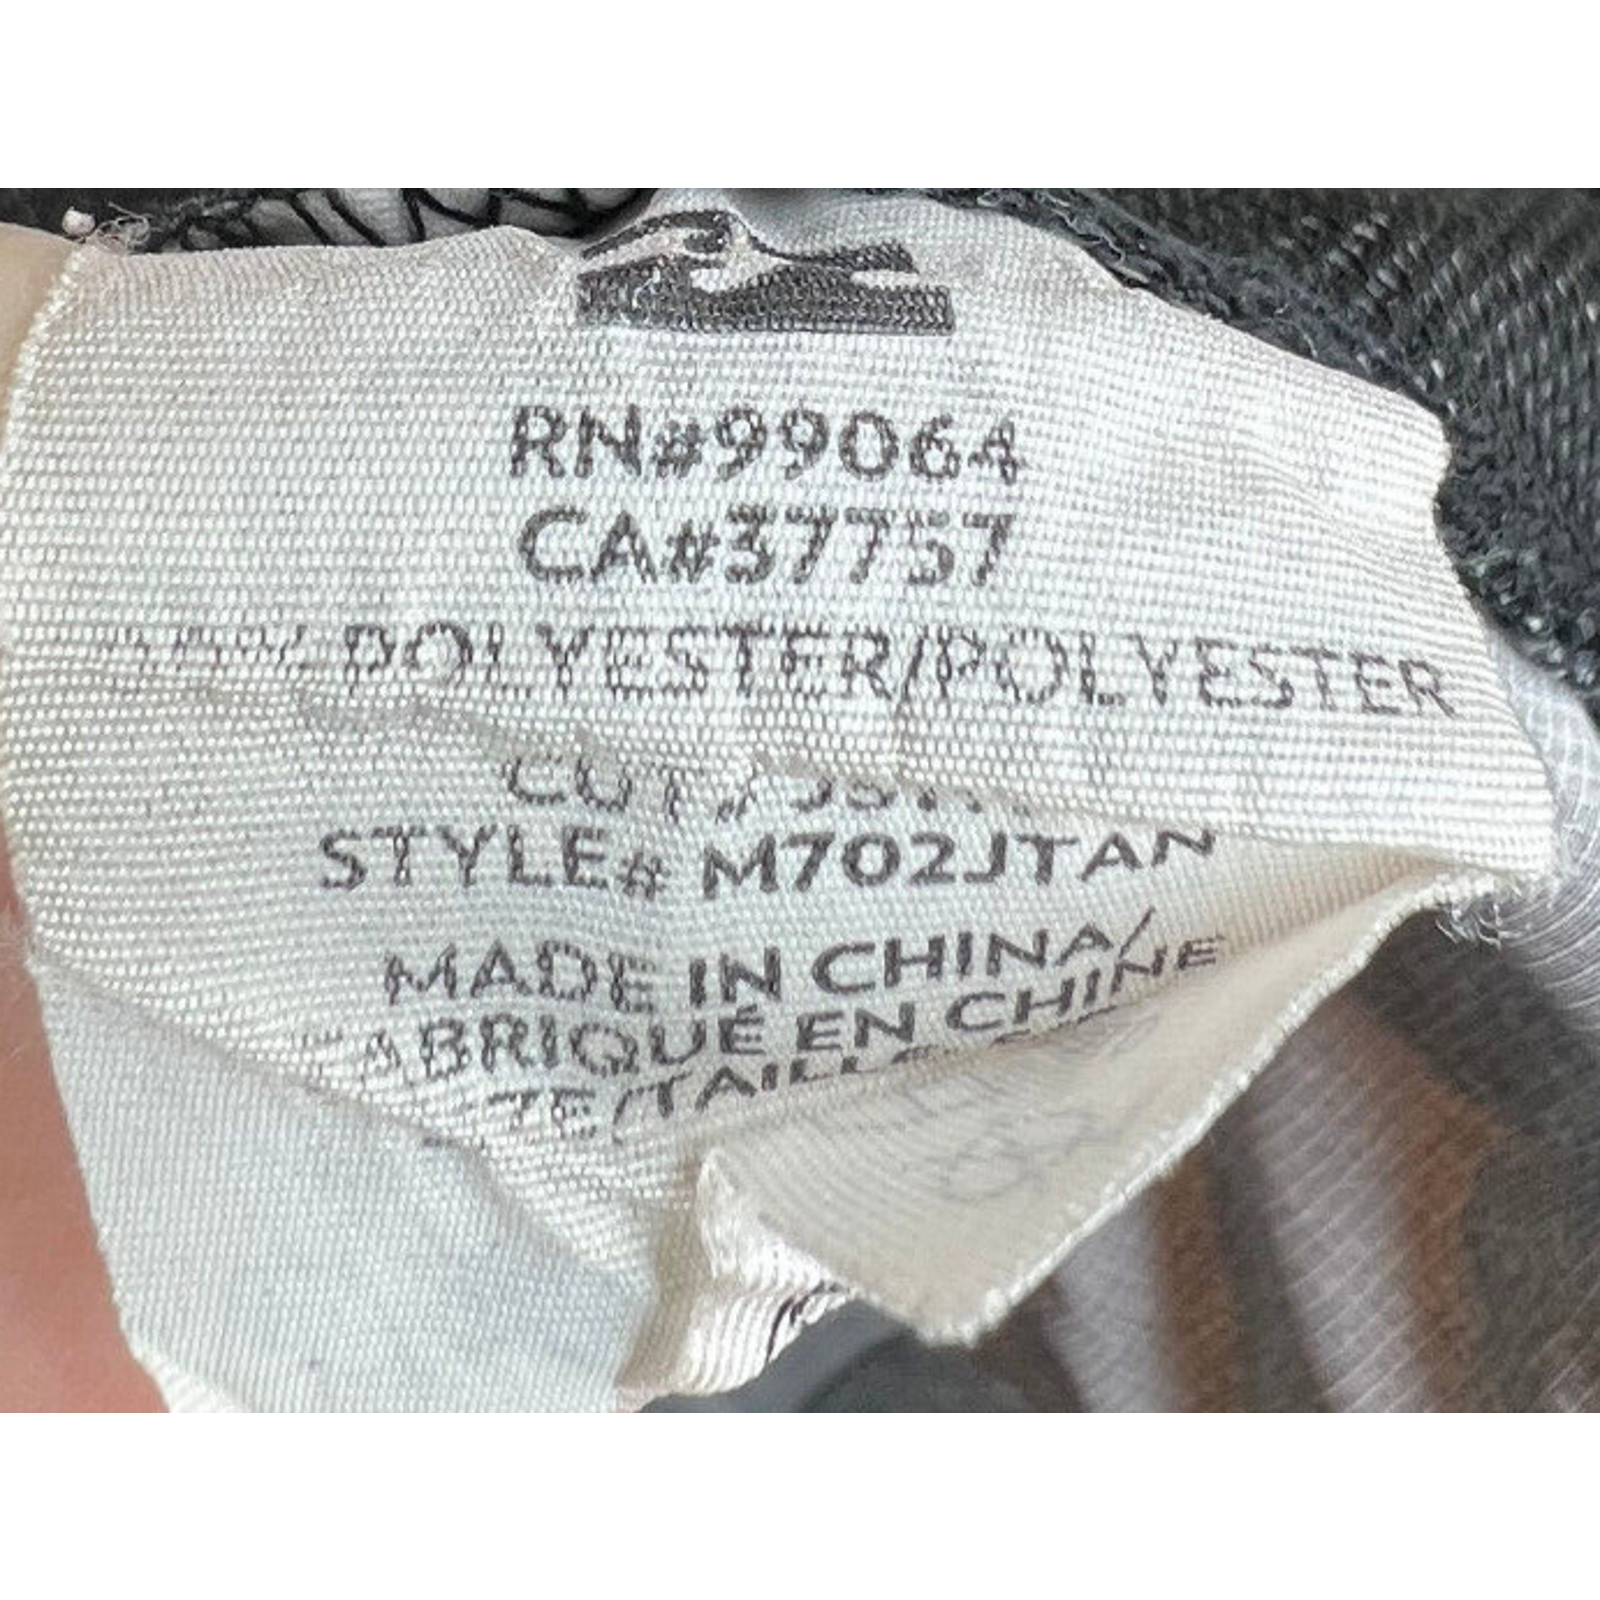 RN#99064
CA#37757
POLYESTER/POLYESTER
STYLE# M702JTAN
MADE IN CHINA/
FABRIQUÉ EN CHINE